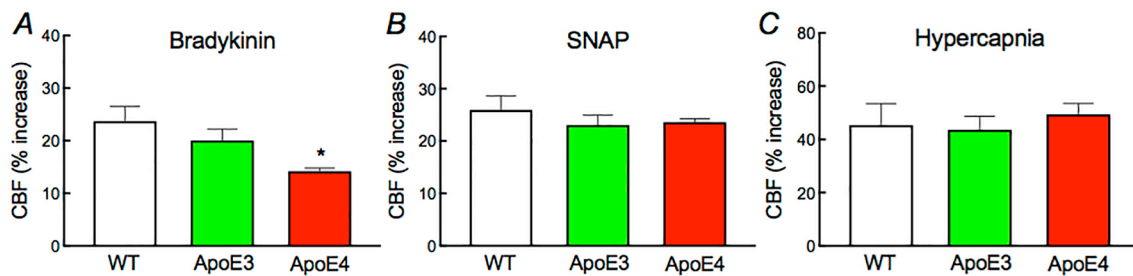 A
Bradykinin
CBF (% increase)
40
30
20
10
0
*
WT
ApoE3
ApoE4
B
SNAP
CBF (% increase)
40
30
20
10
0
WT
ApoE3
ApoE4
C
Hypercapnia
CBF (% increase)
80
60
40
20
0
WT
ApoE3
ApoE4